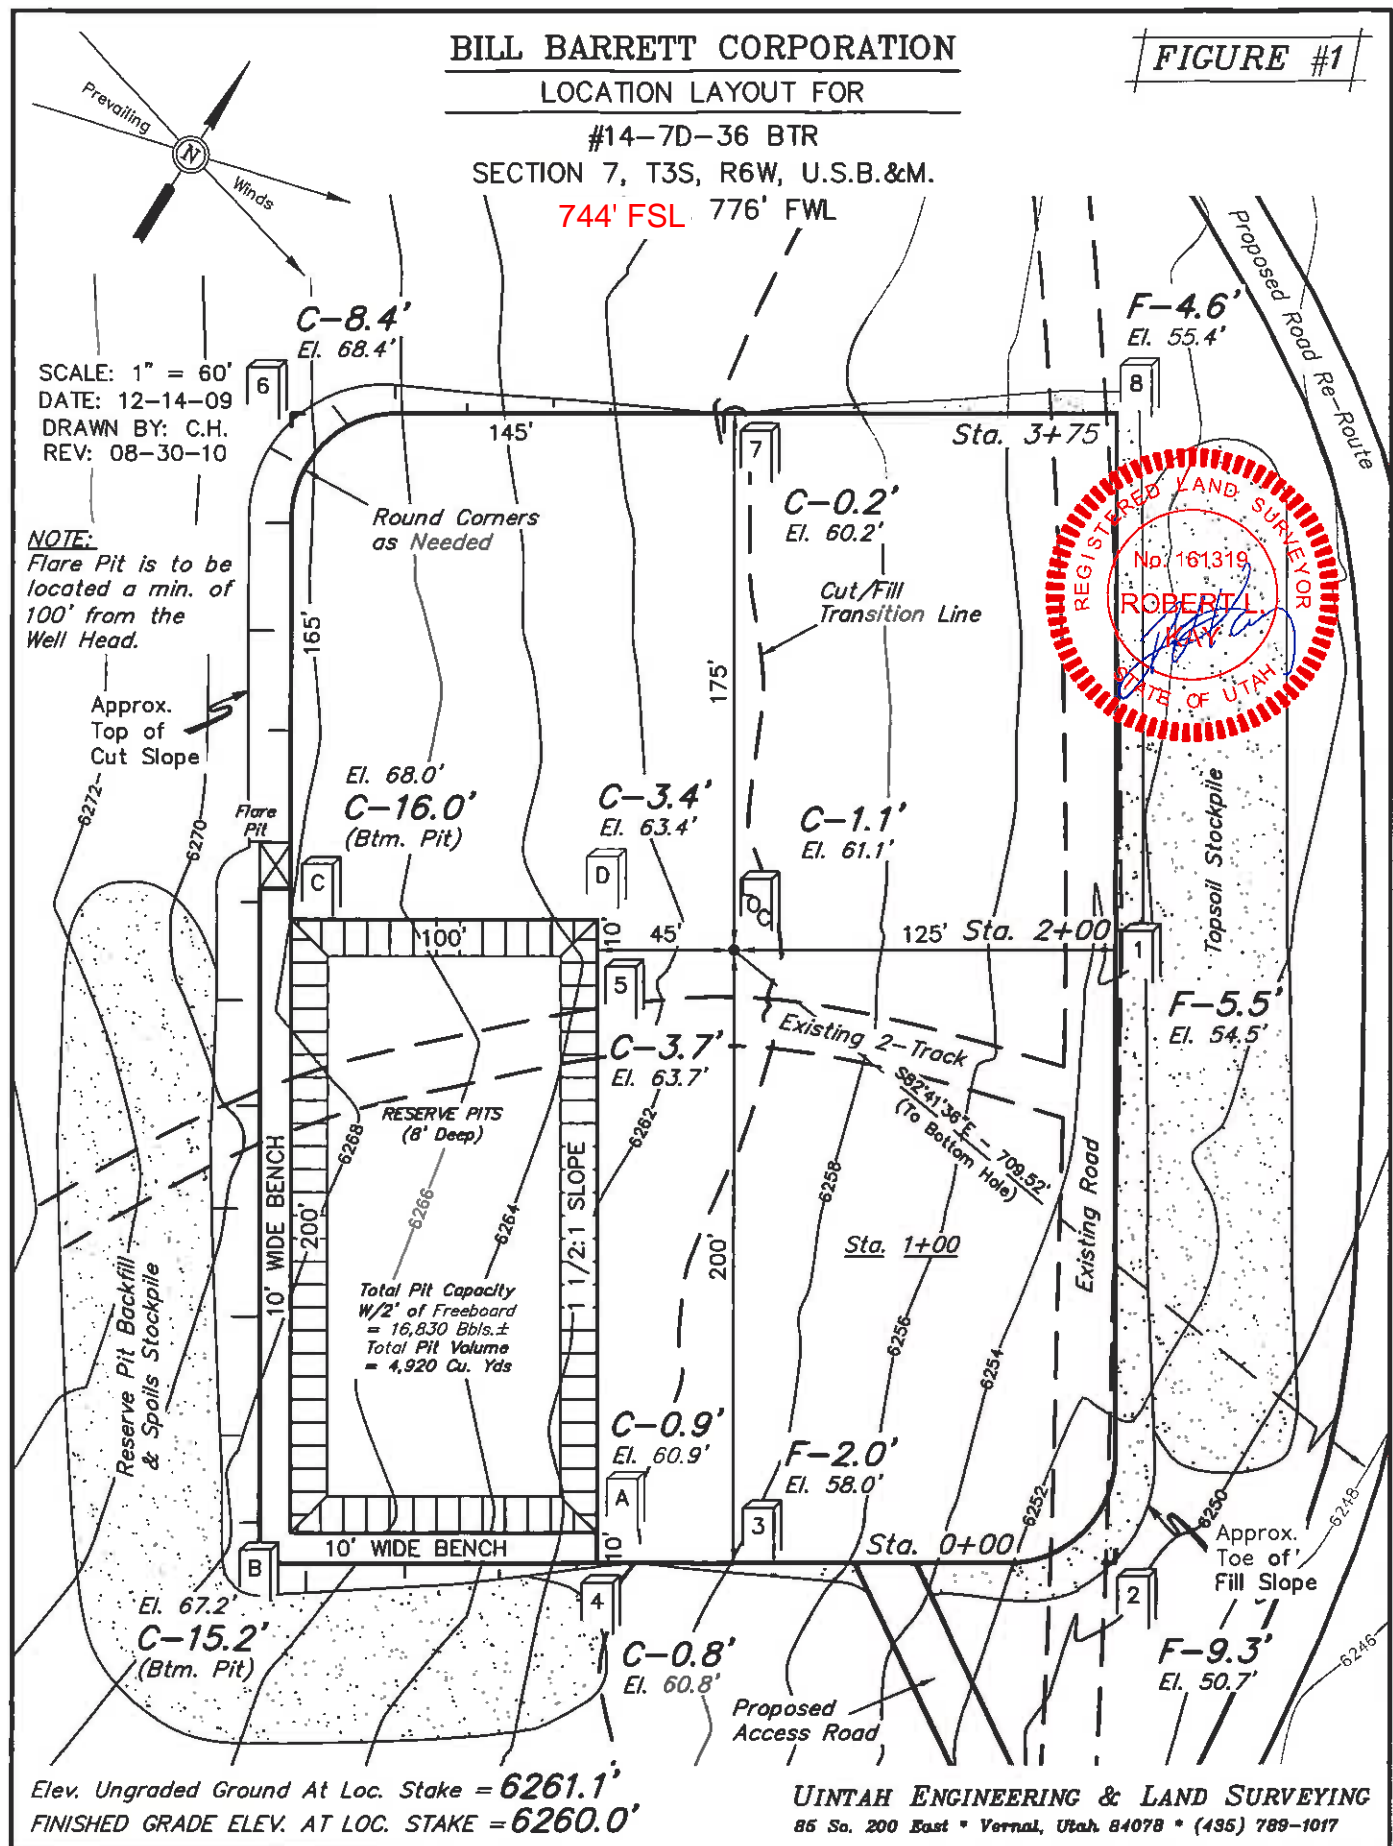 BILL BARRETT CORPORATION
LOCATION LAYOUT FOR
#14-7D-36 BTR
SECTION 7, T3S, R6W, U.S.B.&M.
744' FSL 776' FWL
FIGURE #1
Prevailing
N
Winds
SCALE: 1" = 60'
DATE: 12-14-09
DRAWN BY: C.H.
REV: 08-30-10
NOTE:
Flare Pit is to be
located a min. of
100' from the
Well Head.
C-8.4'
El. 68.4'
6
F-4.6'
El. 55.4'
8
Proposed Road Re-Route
145'
7
Sta. 3+75
C-0.2'
El. 60.2'
Round Corners
as Needed
Cut/Fill
Transition Line
REGISTERED LAND SURVEYOR
No. 161319
ROBERT L.
KAY
STATE OF UTAH
165'
175'
Approx.
Top of
Cut Slope
6272
6270
Flare
Pit
El. 68.0'
C-16.0'
(Btm. Pit)
C-3.4'
El. 63.4'
C-1.1'
El. 61.1'
Topsoil Stockpile
C
D
C
100'
10'
45'
125'
Sta. 2+00
1
5
F-5.5'
El. 54.5'
C-3.7'
El. 63.7'
Existing 2-Track
S82°41'36"E - 709.52'
(To Bottom Hole)
RESERVE PITS
(8' Deep)
6268
6266
6264
6262
6258
6256
6254
6252
6250
6248
6246
10' WIDE BENCH
200'
1 1/2:1 SLOPE
200'
Sta. 1+00
Existing Road
Total Pit Capacity
W/2' of Freeboard
= 16,830 Bbls.±
Total Pit Volume
= 4,920 Cu. Yds
Reserve Pit Backfill
& Spoils Stockpile
C-0.9'
El. 60.9'
F-2.0'
El. 58.0'
A
3
10' WIDE BENCH
10'
Sta. 0+00
Approx.
Toe of
Fill Slope
B
4
2
El. 67.2'
C-15.2'
(Btm. Pit)
C-0.8'
El. 60.8'
F-9.3'
El. 50.7'
Proposed
Access Road
Elev. Ungraded Ground At Loc. Stake = 6261.1'
FINISHED GRADE ELEV. AT LOC. STAKE = 6260.0'
UINTAH ENGINEERING & LAND SURVEYING
85 So. 200 East * Vernal, Utah 84078 * (435) 789-1017